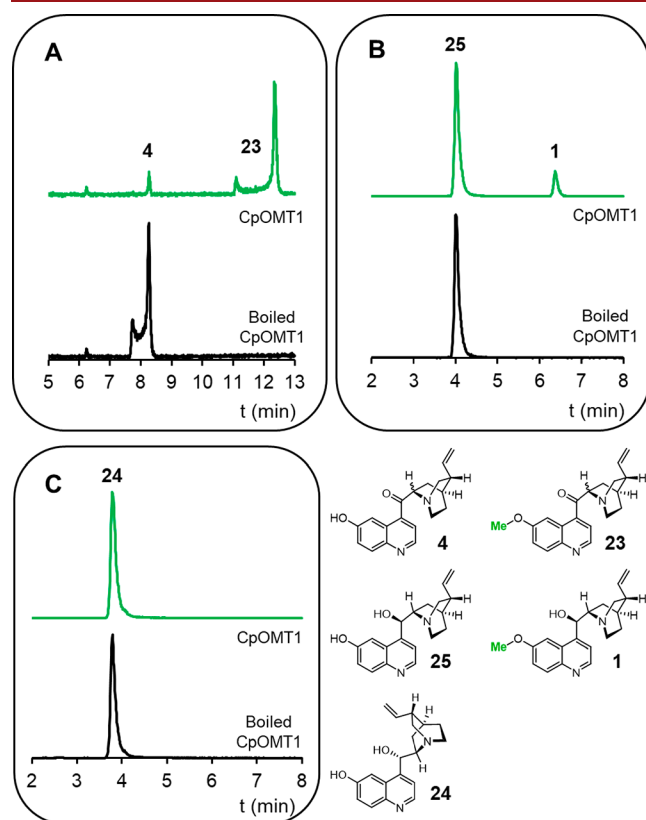 A
4
23
CpOMT1
Boiled
CpOMT1
5 6 7 8 9 10 11 12 13
t (min)
B
25
1
CpOMT1
Boiled
CpOMT1
2 3 4 5 6 7 8
t (min)
C
24
CpOMT1
Boiled
CpOMT1
2 3 4 5 6 7 8
t (min)
H
H
O
N
H
HO
N
4
H
H
O
N
H
Me
O
N
23
H
H
HO
N
H
HO
N
25
H
H
HO
N
H
Me
O
N
1
H
H
N
HO
H
HO
N
24